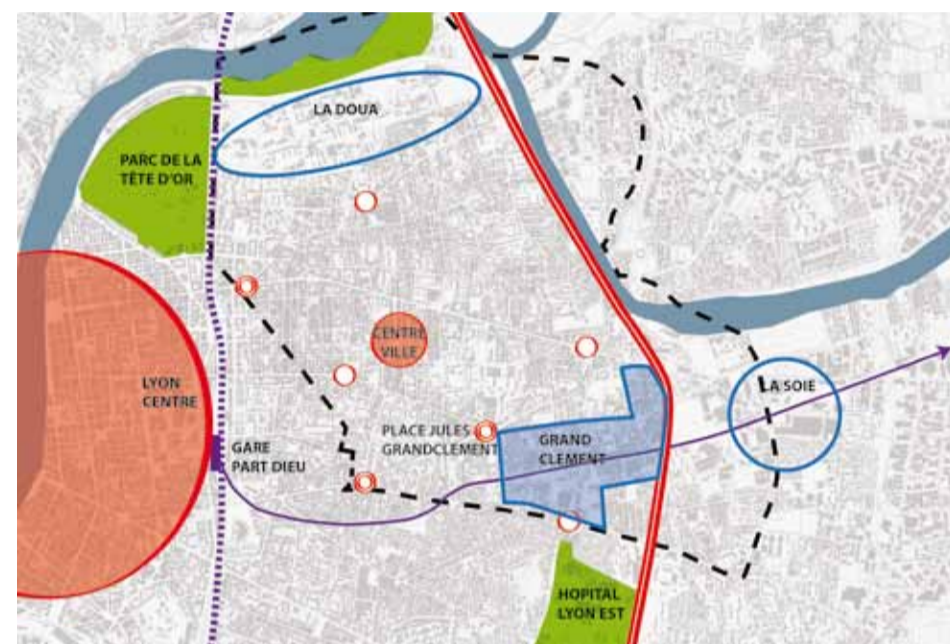 LA DOUA
PARC DE LA
TÊTE D'OR
CENTRE
VILLE
LYON
CENTRE
LA SOIE
PLACE JULES
GRANDCLEMENT
GRAND
CLEMENT
GARE
PART DIEU
HOPITAL
LYON EST